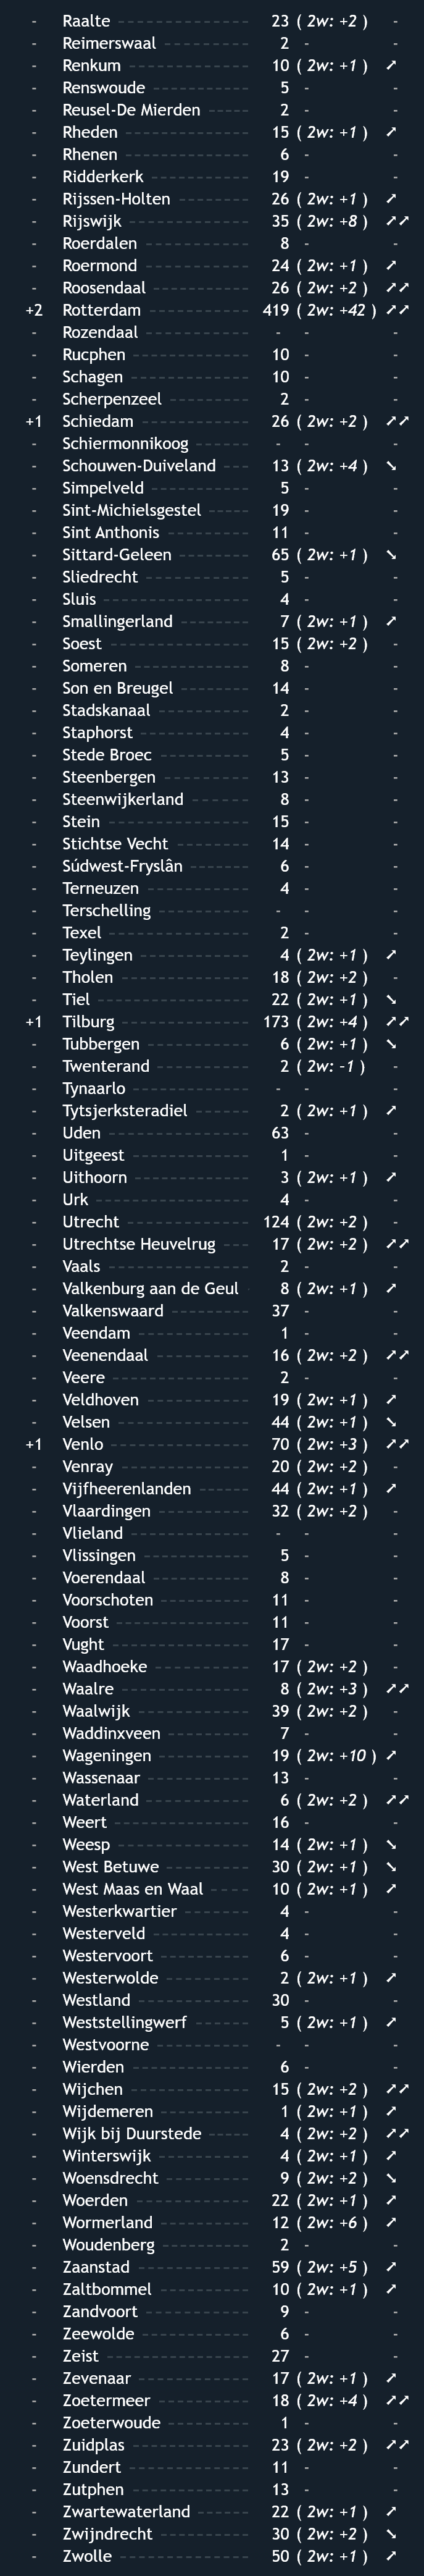 - Raalte 23 ( 2w: +2 ) -
- Reimerswaal 2 - -
- Renkum 10 ( 2w: +1 ) ↗
- Renswoude 5 - -
- Reusel-De Mierden 2 - -
- Rheden 15 ( 2w: +1 ) ↗
- Rhenen 6 - -
- Ridderkerk 19 - -
- Rijssen-Holten 26 ( 2w: +1 ) ↗
- Rijswijk 35 ( 2w: +8 ) ↗↗
- Roerdalen 8 - -
- Roermond 24 ( 2w: +1 ) ↗
- Roosendaal 26 ( 2w: +2 ) ↗↗
+2 Rotterdam 419 ( 2w: +42 ) ↗↗
- Rozendaal - - -
- Rucphen 10 - -
- Schagen 10 - -
- Scherpenzeel 2 - -
+1 Schiedam 26 ( 2w: +2 ) ↗↗
- Schiermonnikoog - - -
- Schouwen-Duiveland 13 ( 2w: +4 ) ↘
- Simpelveld 5 - -
- Sint-Michielsgestel 19 - -
- Sint Anthonis 11 - -
- Sittard-Geleen 65 ( 2w: +1 ) ↘
- Sliedrecht 5 - -
- Sluis 4 - -
- Smallingerland 7 ( 2w: +1 ) ↗
- Soest 15 ( 2w: +2 ) -
- Someren 8 - -
- Son en Breugel 14 - -
- Stadskanaal 2 - -
- Staphorst 4 - -
- Stede Broec 5 - -
- Steenbergen 13 - -
- Steenwijkerland 8 - -
- Stein 15 - -
- Stichtse Vecht 14 - -
- Súdwest-Fryslân 6 - -
- Terneuzen 4 - -
- Terschelling - - -
- Texel 2 - -
- Teylingen 4 ( 2w: +1 ) ↗
- Tholen 18 ( 2w: +2 ) -
- Tiel 22 ( 2w: +1 ) ↘
+1 Tilburg 173 ( 2w: +4 ) ↗↗
- Tubbergen 6 ( 2w: +1 ) ↘
- Twenterand 2 ( 2w: -1 ) -
- Tynaarlo - - -
- Tytsjerksteradiel 2 ( 2w: +1 ) ↗
- Uden 63 - -
- Uitgeest 1 - -
- Uithoorn 3 ( 2w: +1 ) ↗
- Urk 4 - -
- Utrecht 124 ( 2w: +2 ) -
- Utrechtse Heuvelrug 17 ( 2w: +2 ) ↗↗
- Vaals 2 - -
- Valkenburg aan de Geul 8 ( 2w: +1 ) ↗
- Valkenswaard 37 - -
- Veendam 1 - -
- Veenendaal 16 ( 2w: +2 ) ↗↗
- Veere 2 - -
- Veldhoven 19 ( 2w: +1 ) ↗
- Velsen 44 ( 2w: +1 ) ↘
+1 Venlo 70 ( 2w: +3 ) ↗↗
- Venray 20 ( 2w: +2 ) -
- Vijfheerenlanden 44 ( 2w: +1 ) ↗
- Vlaardingen 32 ( 2w: +2 ) -
- Vlieland - - -
- Vlissingen 5 - -
- Voerendaal 8 - -
- Voorschoten 11 - -
- Voorst 11 - -
- Vught 17 - -
- Waadhoeke 17 ( 2w: +2 ) -
- Waalre 8 ( 2w: +3 ) ↗↗
- Waalwijk 39 ( 2w: +2 ) -
- Waddinxveen 7 - -
- Wageningen 19 ( 2w: +10 ) ↗
- Wassenaar 13 - -
- Waterland 6 ( 2w: +2 ) ↗↗
- Weert 16 - -
- Weesp 14 ( 2w: +1 ) ↘
- West Betuwe 30 ( 2w: +1 ) ↘
- West Maas en Waal 10 ( 2w: +1 ) ↗
- Westerkwartier 4 - -
- Westerveld 4 - -
- Westervoort 6 - -
- Westerwolde 2 ( 2w: +1 ) ↗
- Westland 30 - -
- Weststellingwerf 5 ( 2w: +1 ) ↗
- Westvoorne - - -
- Wierden 6 - -
- Wijchen 15 ( 2w: +2 ) ↗↗
- Wijdemeren 1 ( 2w: +1 ) ↗
- Wijk bij Duurstede 4 ( 2w: +2 ) ↗↗
- Winterswijk 4 ( 2w: +1 ) ↗
- Woensdrecht 9 ( 2w: +2 ) ↘
- Woerden 22 ( 2w: +1 ) ↗
- Wormerland 12 ( 2w: +6 ) ↗
- Woudenberg 2 - -
- Zaanstad 59 ( 2w: +5 ) ↗
- Zaltbommel 10 ( 2w: +1 ) ↗
- Zandvoort 9 - -
- Zeewolde 6 - -
- Zeist 27 - -
- Zevenaar 17 ( 2w: +1 ) ↗
- Zoetermeer 18 ( 2w: +4 ) ↗↗
- Zoeterwoude 1 - -
- Zuidplas 23 ( 2w: +2 ) ↗↗
- Zundert 11 - -
- Zutphen 13 - -
- Zwartewaterland 22 ( 2w: +1 ) ↗
- Zwijndrecht 30 ( 2w: +2 ) ↘
- Zwolle 50 ( 2w: +1 ) ↗